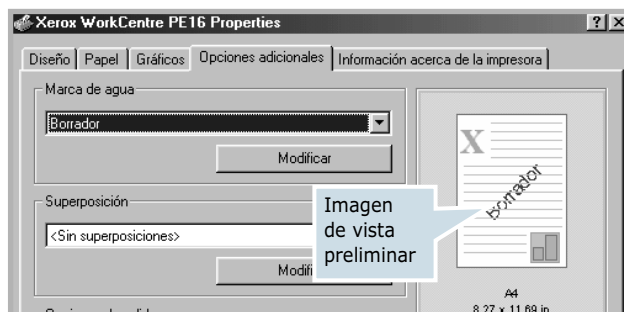 Xerox WorkCentre PE16 Properties
Diseño Papel Gráficos Opciones adicionales Información acerca de la impresora
Marca de agua
Borrador
Modificar
Superposición
<Sin superposiciones>
Imagen
de vista
preliminar
X
Borrador
A4
8.27 x 11.69 in